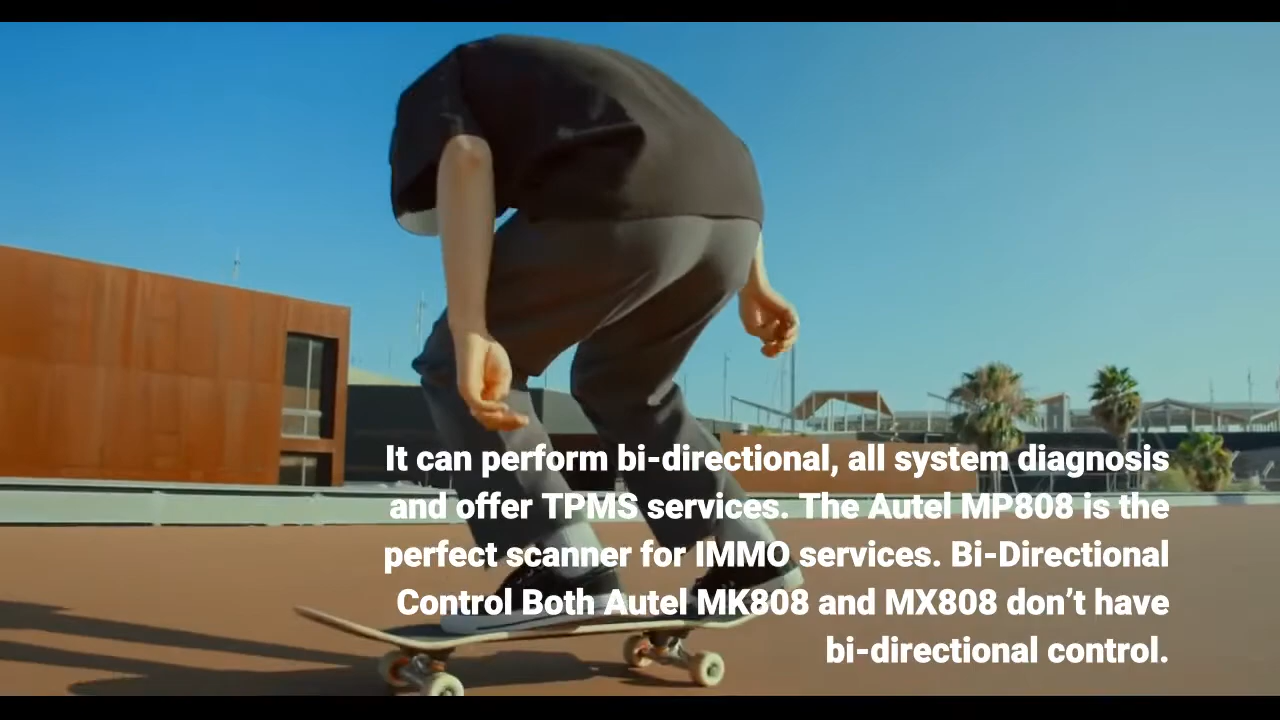 It can perform bi-directional, all system diagnosis
and offer TPMS services. The Autel MP808 is the
perfect scanner for IMMO services. Bi-Directional
Control Both Autel MK808 and MX808 don’t have
bi-directional control.